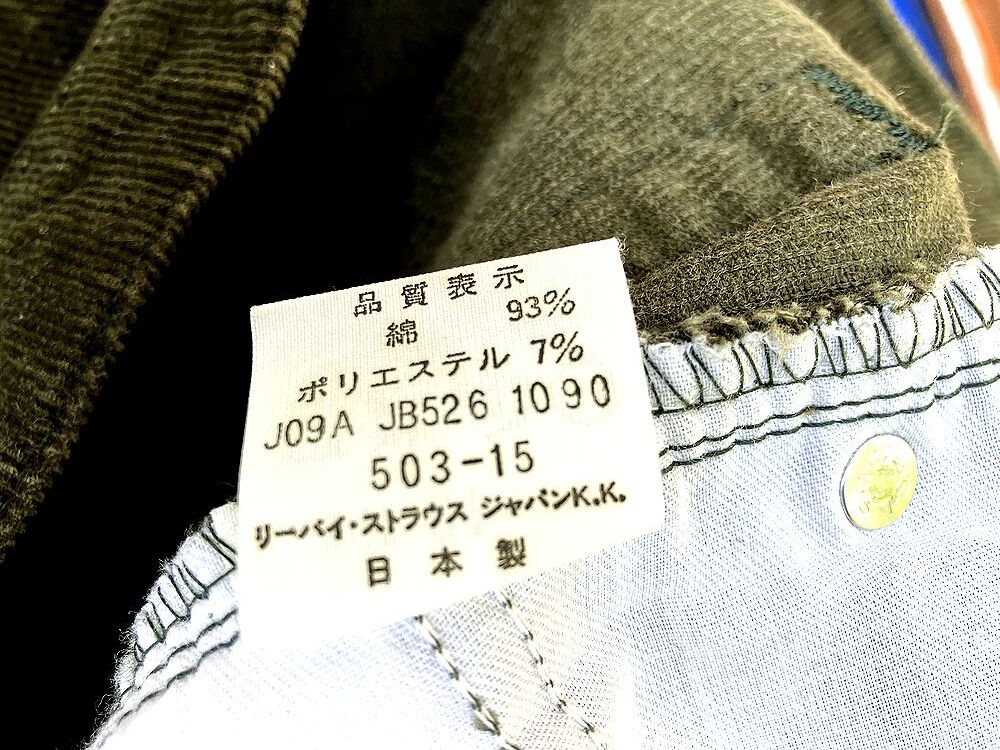 品質表示
綿 93%
ポリエステル 7%
J09A JB526 1090
503-15
リーバイ・ストラウス ジャパンK.K.
日本製